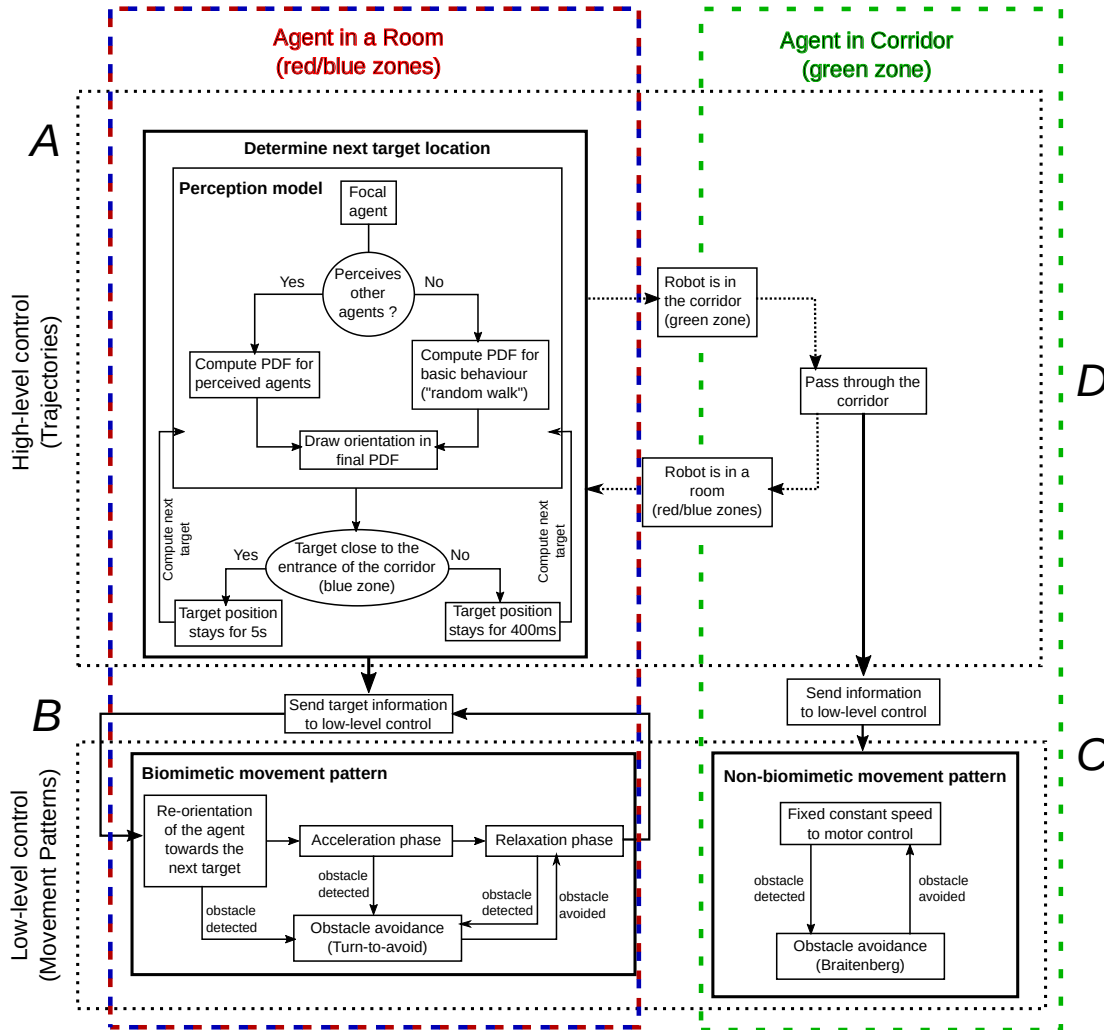 Agent in a Room
(red/blue zones)
Agent in Corridor
(green zone)
A
High-level control
(Trajectories)
Determine next target location
Perception model
Focal
agent
Perceives
other
agents ?
Yes
No
Compute PDF for
perceived agents
Compute PDF for
basic behaviour
("random walk")
Draw orientation in
final PDF
Compute next
target
Compute next
target
Target close to the
entrance of the corridor
(blue zone)
Yes
No
Target position
stays for 5s
Target position
stays for 400ms
Robot is in
the corridor
(green zone)
Pass through the
corridor
Robot is in a
room
(red/blue zones)
D
B
Send target information
to low-level control
Send information
to low-level control
C
Low-level control
(Movement Patterns)
Biomimetic movement pattern
Re-orientation
of the agent
towards the
next target
Acceleration phase
Relaxation phase
obstacle
detected
obstacle
detected
obstacle
detected
obstacle
avoided
Obstacle avoidance
(Turn-to-avoid)
Non-biomimetic movement pattern
Fixed constant speed
to motor control
obstacle
detected
obstacle
avoided
Obstacle avoidance
(Braitenberg)